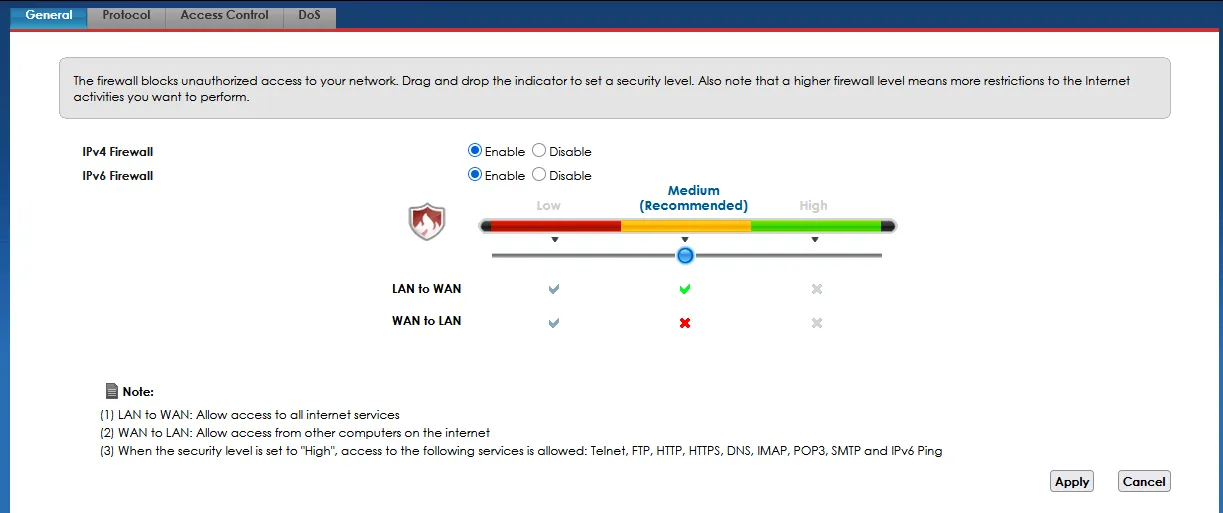 General Protocol Access Control DoS
The firewall blocks unauthorized access to your network. Drag and drop the indicator to set a security level. Also note that a higher firewall level means more restrictions to the Internet
activities you want to perform.
IPv4 Firewall Enable Disable
IPv6 Firewall Enable Disable
Medium
Low (Recommended) High
LAN to WAN
WAN to LAN
Note:
(1) LAN to WAN: Allow access to all internet services
(2) WAN to LAN: Allow access from other computers on the internet
(3) When the security level is set to "High", access to the following services is allowed: Telnet, FTP, HTTP, HTTPS, DNS, IMAP, POP3, SMTP and IPv6 Ping
Apply Cancel